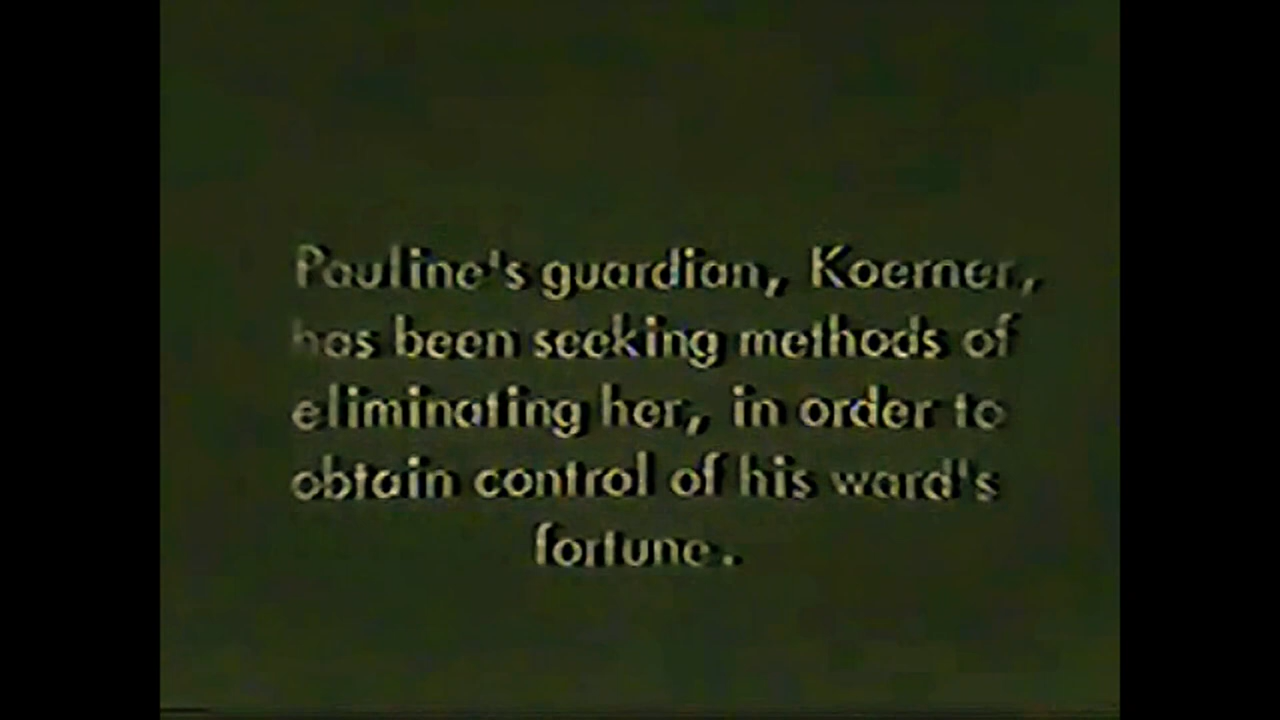 Pauline's guardian, Koerner,
has been seeking methods of
eliminating her, in order to
obtain control of his ward's
fortune.